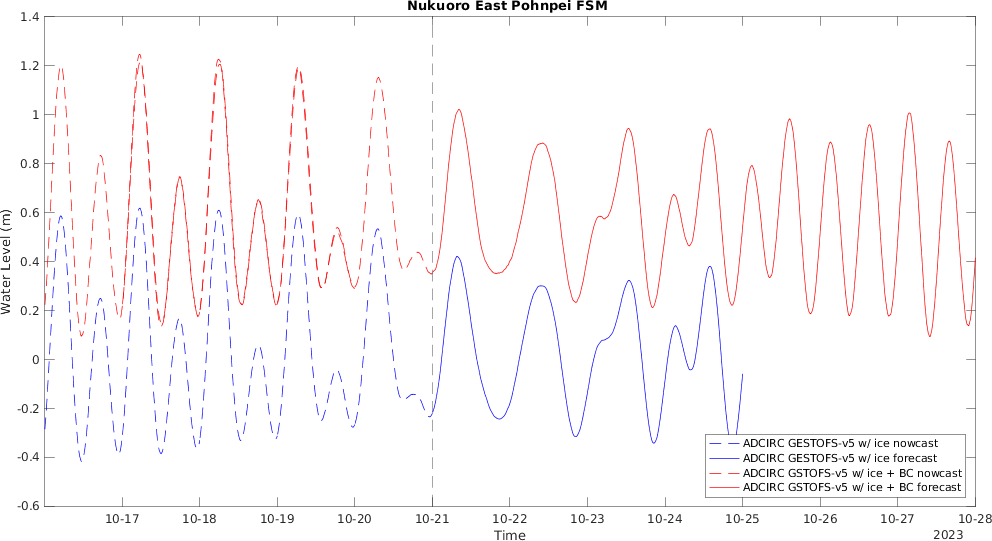 Nukuoro East Pohnpei FSM
Water Level (m)
1.4
1.2
1
0.8
0.6
0.4
0.2
0
-0.2
-0.4
-0.6
ADCIRC GESTOFS-v5 w/ ice nowcast
ADCIRC GESTOFS-v5 w/ ice forecast
ADCIRC GSTOFS-v5 w/ ice + BC nowcast
ADCIRC GSTOFS-v5 w/ ice + BC forecast
10-17 10-18 10-19 10-20 10-21 10-22 10-23 10-24 10-25 10-26 10-27 10-28
Time
2023